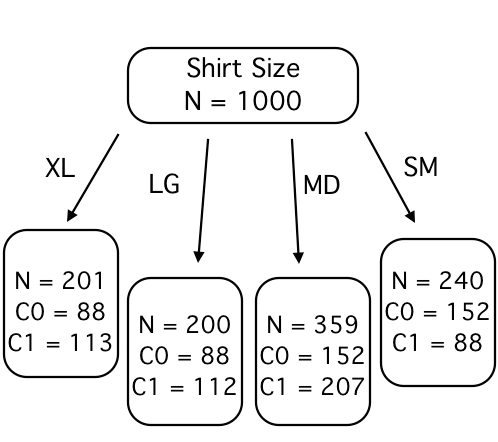 Shirt Size
N = 1000
XL
LG
MD
SM
N = 201
C0 = 88
C1 = 113
N = 200
C0 = 88
C1 = 112
N = 359
C0 = 152
C1 = 207
N = 240
C0 = 152
C1 = 88